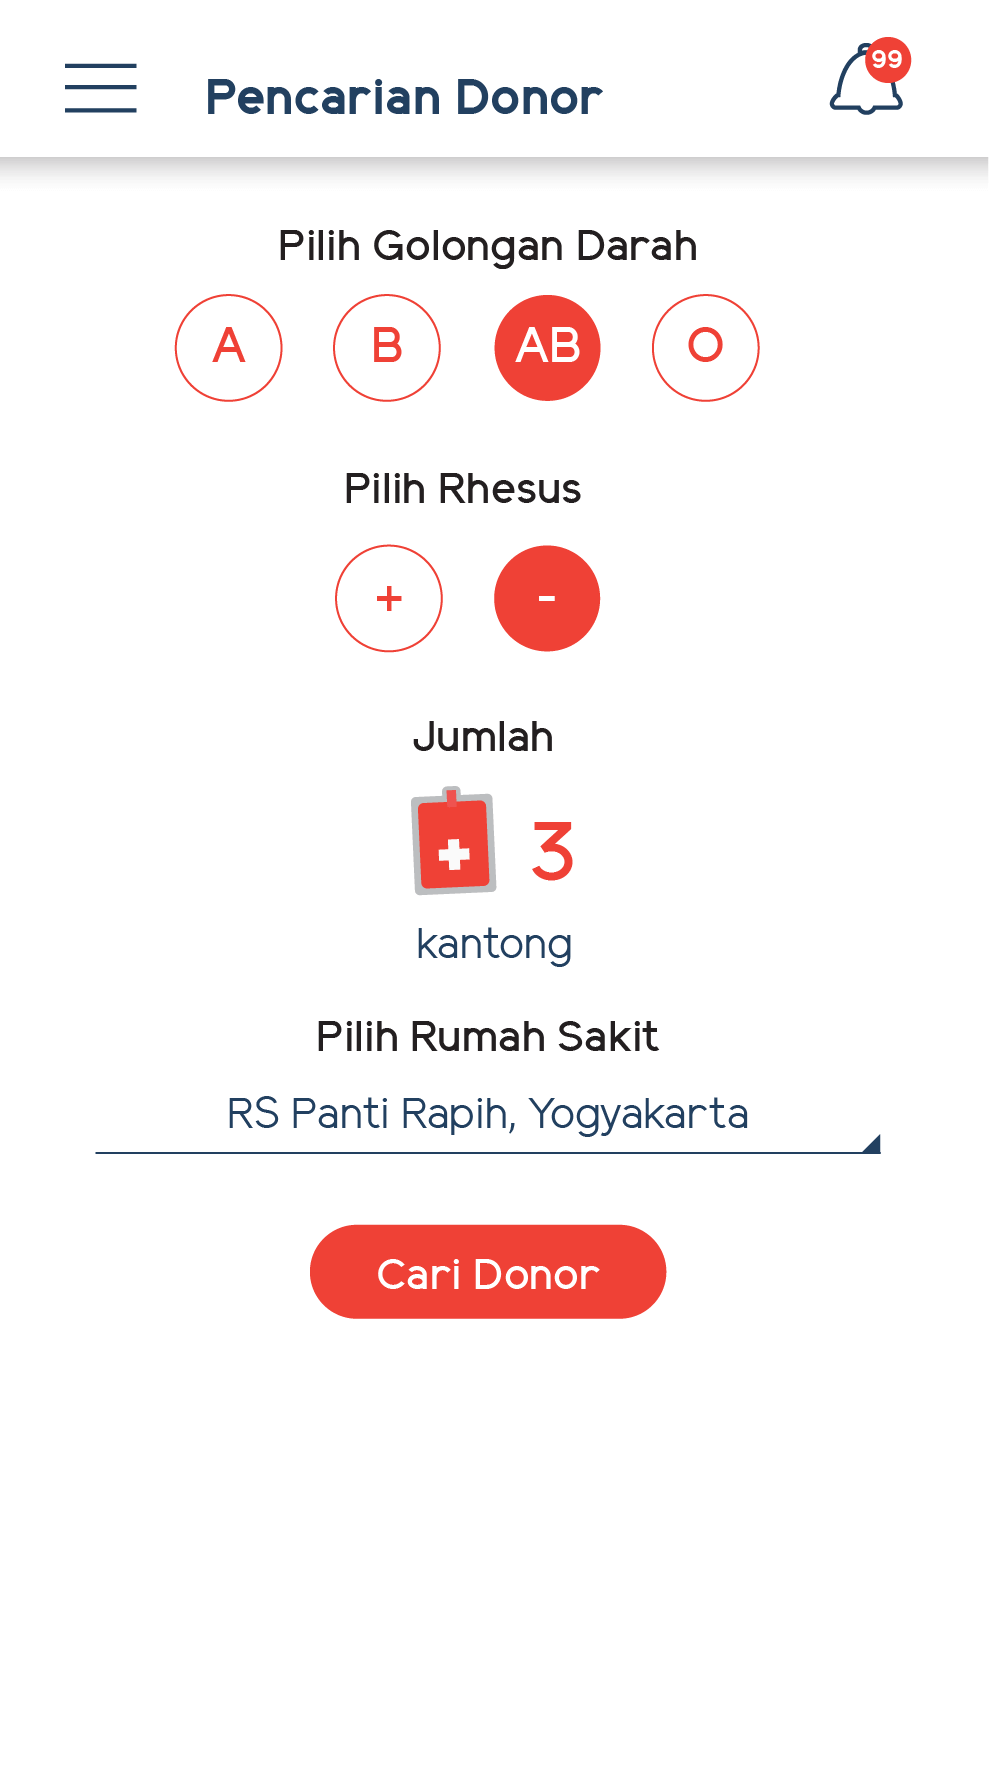 Pencarian Donor
99
Pilih Golongan Darah
A B AB O
Pilih Rhesus
+ -
Jumlah
3
kantong
Pilih Rumah Sakit
RS Panti Rapih, Yogyakarta
Cari Donor